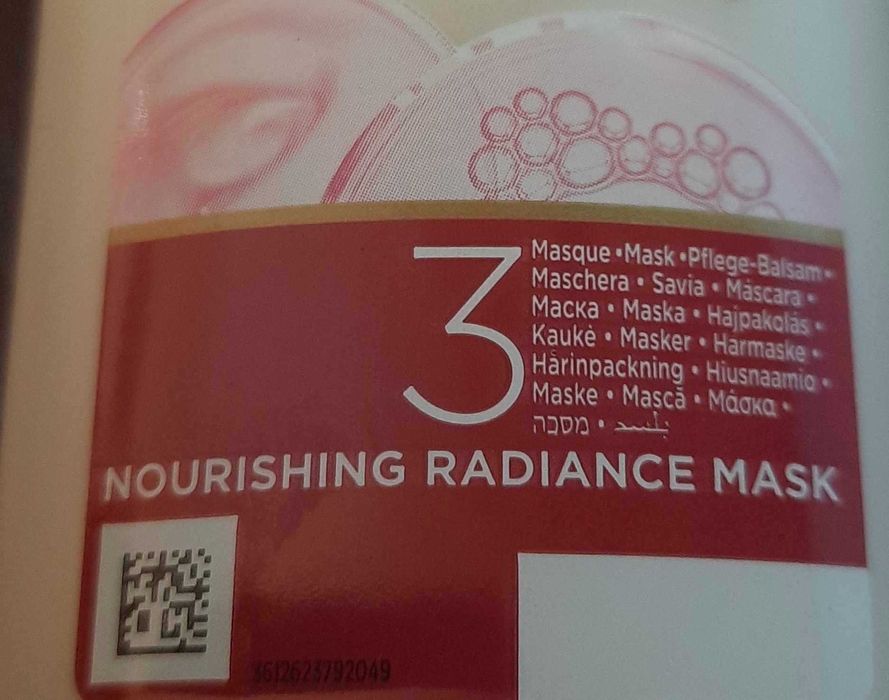 3
Masque • Mask • Pflege-Balsam •
Maschera • Savia • Máscara •
Маска • Maska • Hajpakolás •
Kaukė • Masker • Hårmaske •
Hårinpackning • Hiusnaamio •
Maske • Mască • Μάσκα •
מסכה • بلسم
NOURISHING RADIANCE MASK
3612623792049